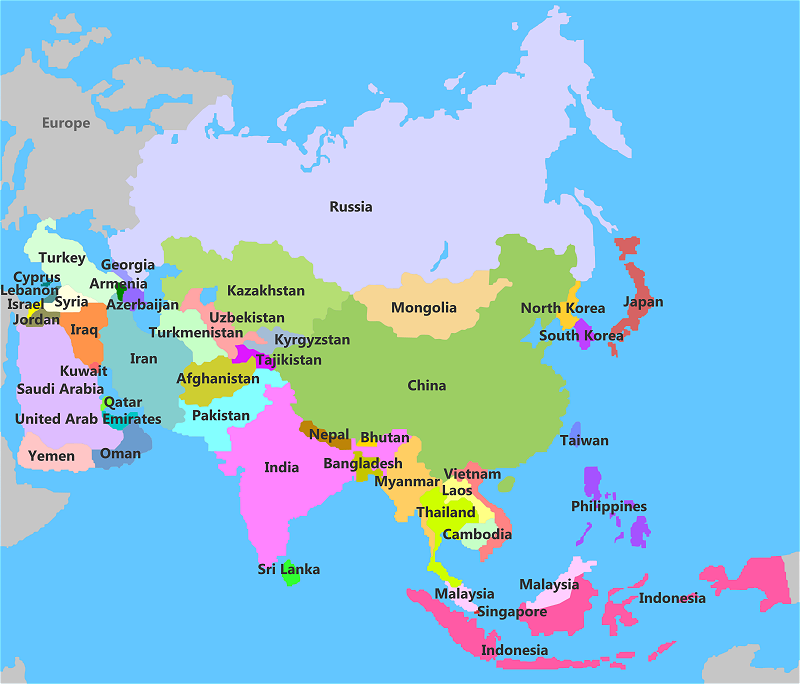 Europe
Russia
Turkey
Georgia
Cyprus
Armenia
Lebanon
Kazakhstan
Israel
Syria
Azerbaijan
Mongolia
North Korea
Japan
Jordan
Uzbekistan
Iraq
Turkmenistan
South Korea
Kyrgyzstan
Iran
Tajikistan
Kuwait
Afghanistan
Saudi Arabia
China
Qatar
United Arab Emirates
Pakistan
Nepal
Bhutan
Taiwan
Yemen
Oman
India
Bangladesh
Vietnam
Myanmar
Laos
Philippines
Thailand
Cambodia
Sri Lanka
Malaysia
Malaysia
Indonesia
Singapore
Indonesia